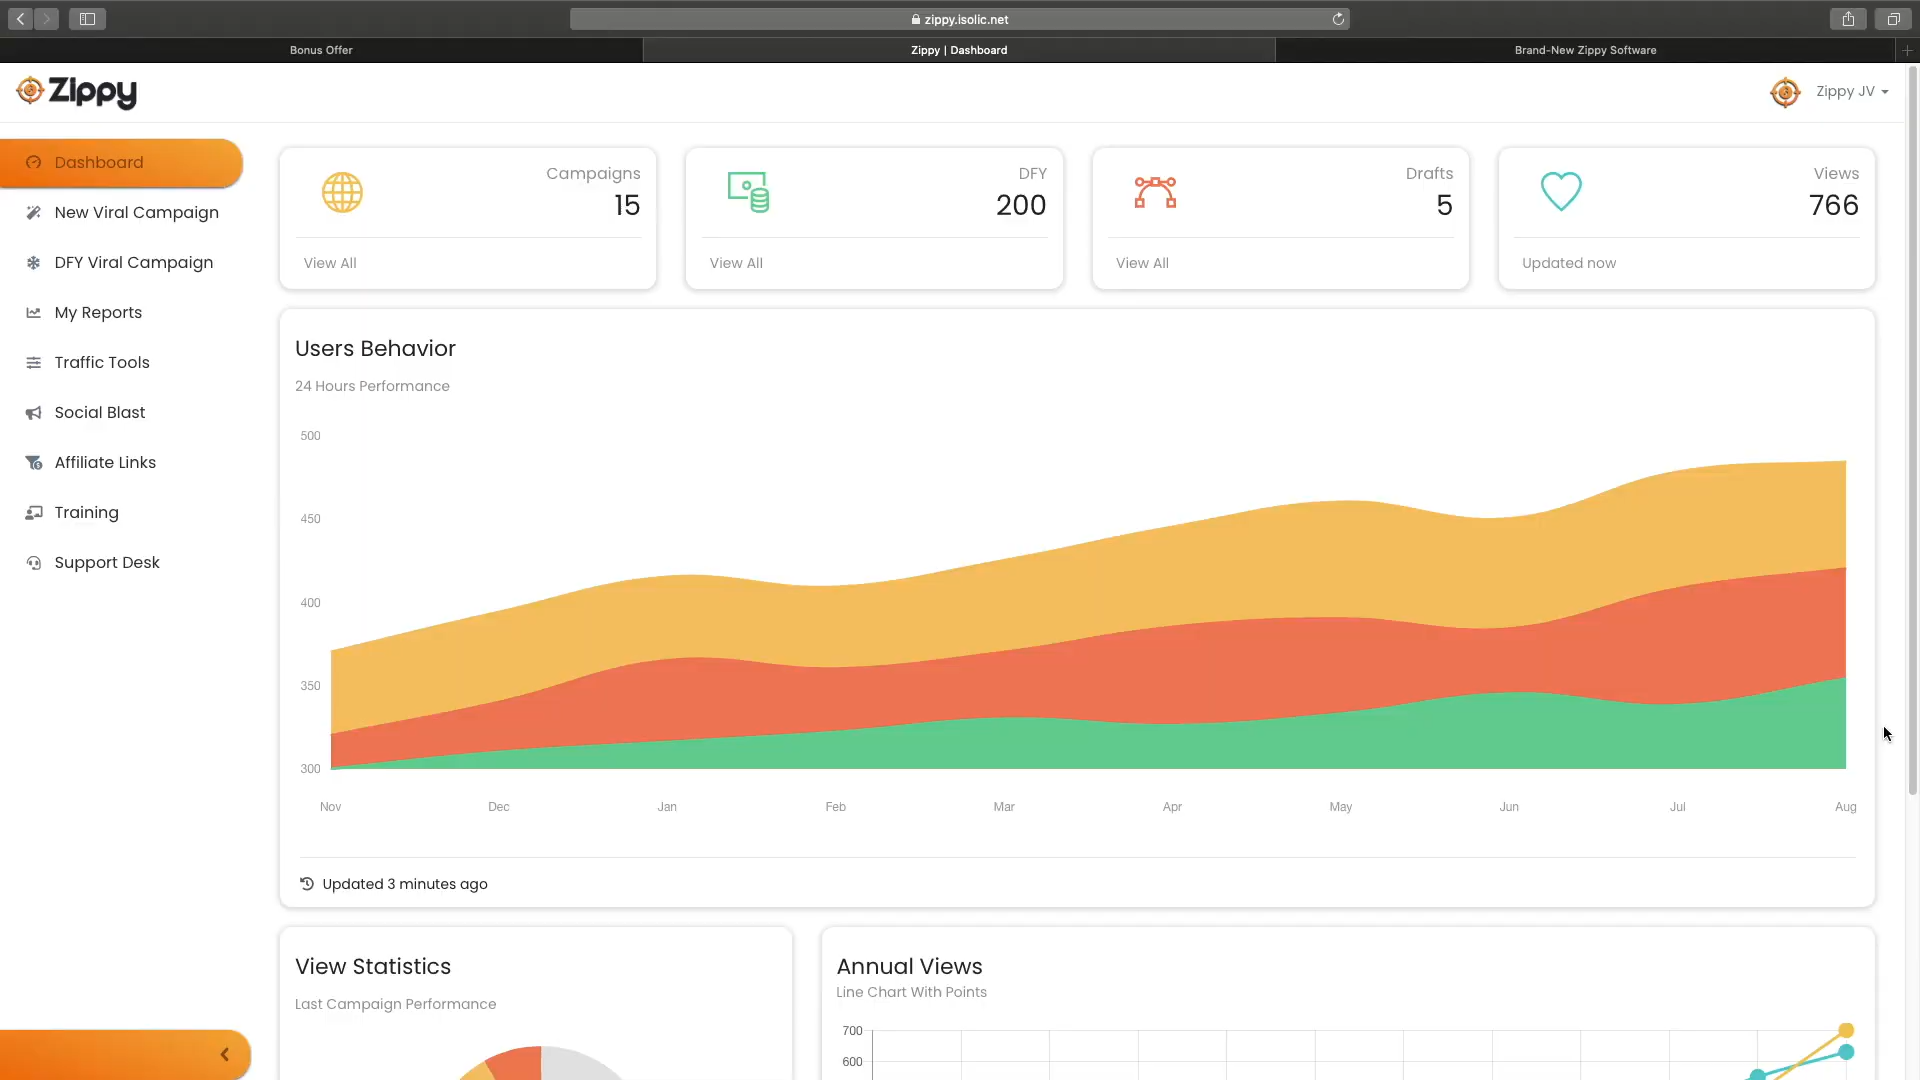 zippy.isolic.net
Bonus Offer
Zippy | Dashboard
Brand-New Zippy Software
Zippy
Zippy JV
Dashboard
New Viral Campaign
DFY Viral Campaign
My Reports
Traffic Tools
Social Blast
Affiliate Links
Training
Support Desk
Campaigns
15
View All
DFY
200
View All
Drafts
5
View All
Views
766
Updated now
Users Behavior
24 Hours Performance
500
450
400
350
300
Nov Dec Jan Feb Mar Apr May Jun Jul Aug
Updated 3 minutes ago
View Statistics
Last Campaign Performance
Annual Views
Line Chart With Points
700
600